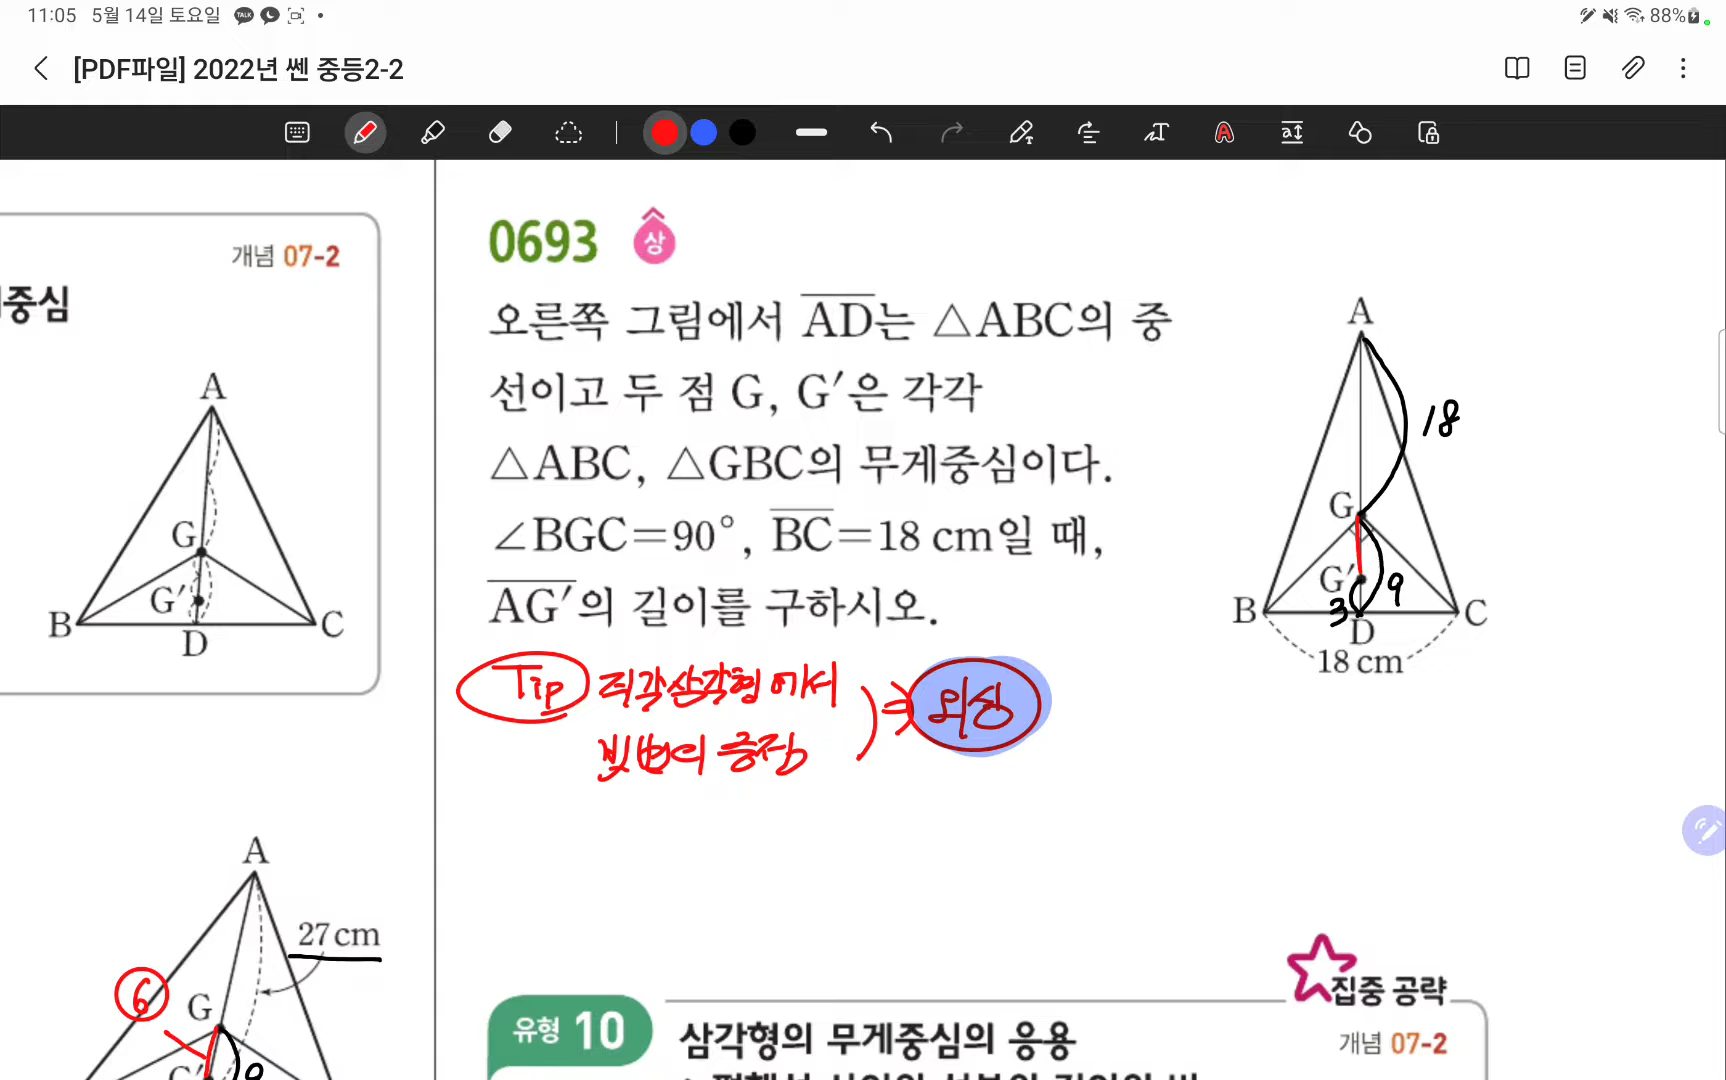 11:05 5월 14일 토요일 TALK
88%
[PDF파일] 2022년 쎈 중등2-2
개념 07-2
중심
A
G
G′
B
D
C
0693 상
오른쪽 그림에서 AD는 △ABC의 중
선이고 두 점 G, G′은 각각
△ABC, △GBC의 무게중심이다.
∠BGC=90°, BC=18 cm일 때,
AG′의 길이를 구하시오.
A
18
G
G′
9
B
3
D
C
18 cm
Tip 직각삼각형에서
빗변의 중점
외심
A
27 cm
6
G
G′
9
집중 공략
유형 10 삼각형의 무게중심의 응용
개념 07-2